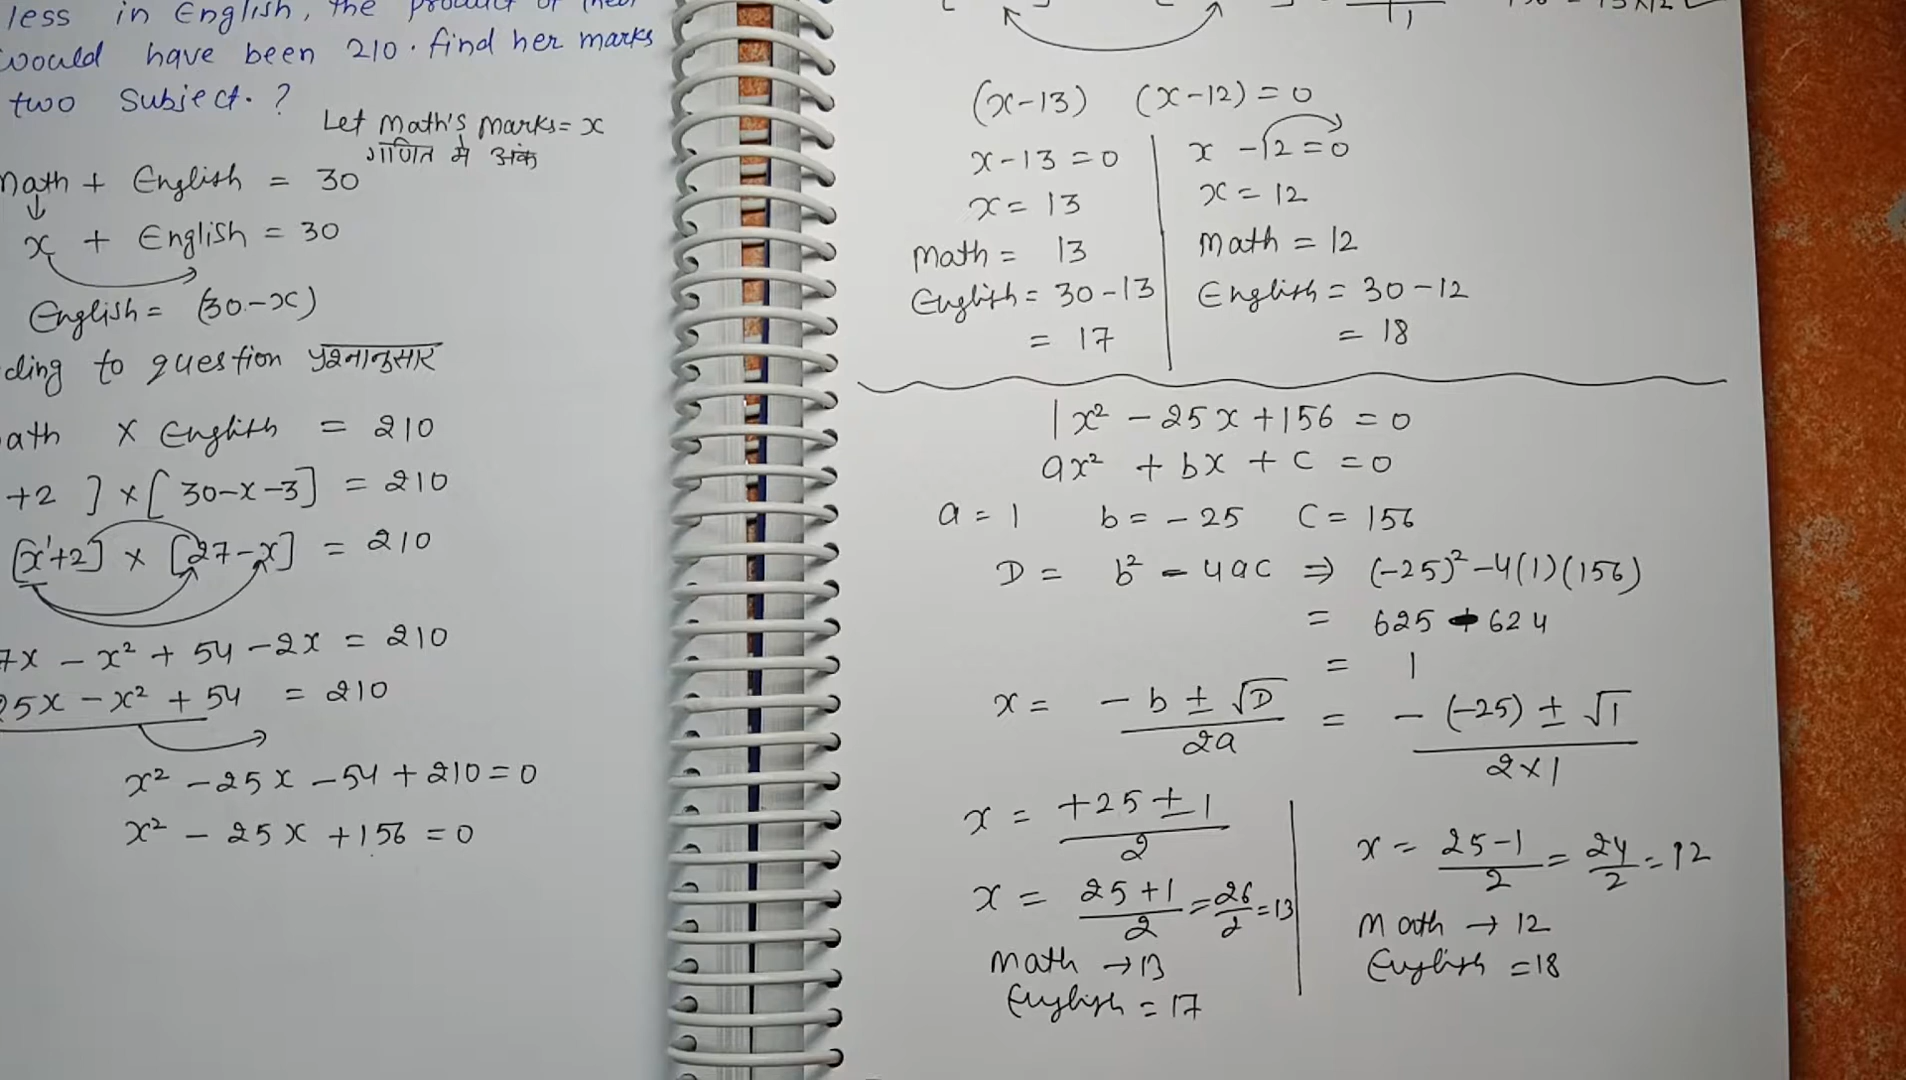 less in English, the product of their
would have been 210. find her marks
two Subject. ?
Let Math's marks = x
गणित मे अंक
Math + English = 30
x + English = 30
English = (30-x)
ding to question प्रश्नानुसार
ath × English = 210
+2 ] × [30-x-3] = 210
[x+2] × [27-x] = 210
7x - x² + 54 - 2x = 210
25x - x² + 54 = 210
x² - 25x - 54 + 210 = 0
x² - 25x + 156 = 0
(x-13) (x-12) = 0
x-13 = 0
x = 13
Math = 13
English = 30-13
= 17
x-12 = 0
x = 12
Math = 12
English = 30-12
= 18
1x² - 25x + 156 = 0
ax² + bx + c = 0
a = 1 b = -25 C = 156
D = b² - 4ac ⇒ (-25)² - 4(1)(156)
= 625 - 624
= 1
x = -b ± √D / 2a = -(-25) ± √1 / 2×1
x = +25 ± 1 / 2
x = 25+1 / 2 = 26/2 = 13
Math → 13
English = 17
x = 25-1 / 2 = 24/2 = 12
Math → 12
English = 18